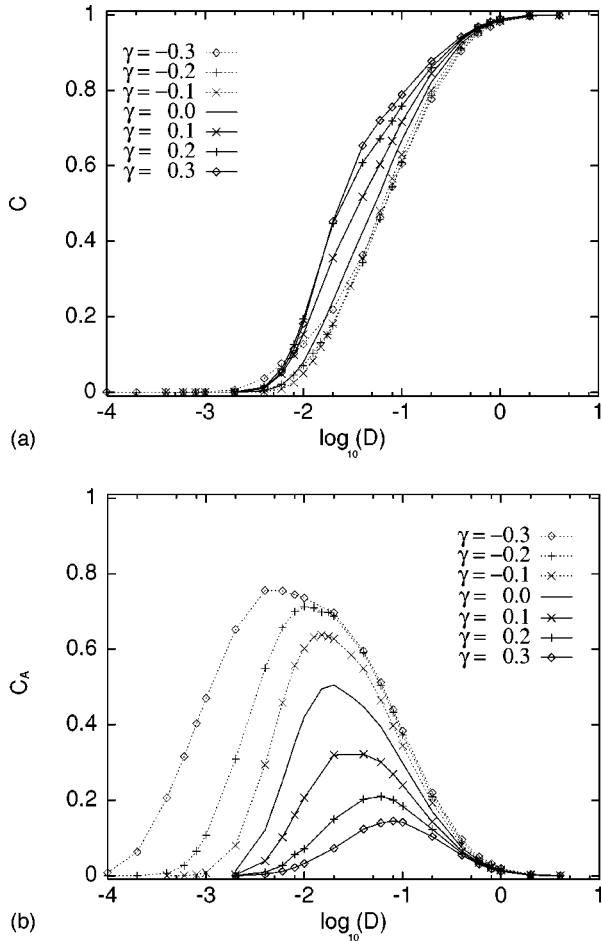 1
0.8
0.6
0.4
0.2
0
C
γ = −0.3
γ = −0.2
γ = −0.1
γ = 0.0
γ = 0.1
γ = 0.2
γ = 0.3
-4 -3 -2 -1 0 1
(a)
log10(D)
1
0.8
0.6
0.4
0.2
0
CA
γ = −0.3
γ = −0.2
γ = −0.1
γ = 0.0
γ = 0.1
γ = 0.2
γ = 0.3
-4 -3 -2 -1 0 1
(b)
log10(D)